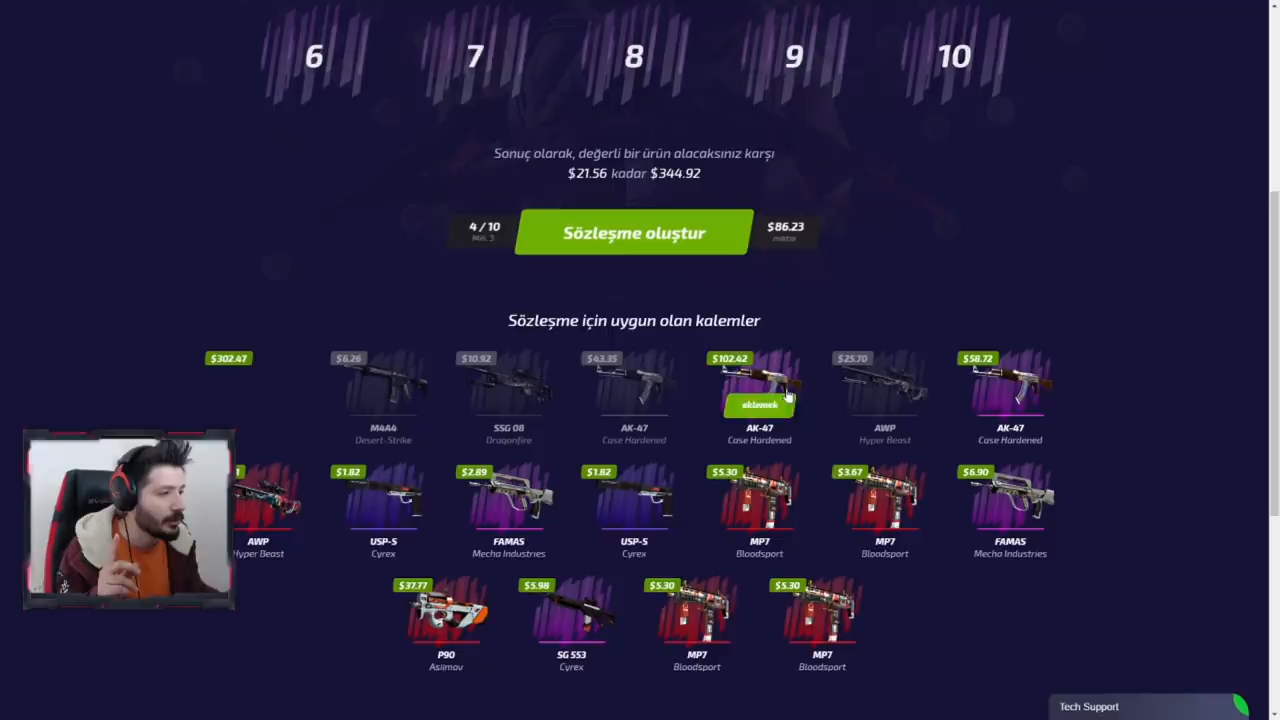 6
7
8
9
10
Sonuç olarak, değerli bir ürün alacaksınız karşı
$21.56 kadar $344.92
4 / 10
Min. 3
Sözleşme oluştur
$86.23
miktar
Sözleşme için uygun olan kalemler
$302.47
$6.26
M4A4
Desert-Strike
$10.92
SSG 08
Dragonfire
$43.35
AK-47
Case Hardened
$102.42
eklemek
AK-47
Case Hardened
$25.70
AWP
Hyper Beast
$58.72
AK-47
Case Hardened
AWP
Hyper Beast
$1.82
USP-S
Cyrex
$2.89
FAMAS
Mecha Industries
$1.82
USP-S
Cyrex
$5.30
MP7
Bloodsport
$3.67
MP7
Bloodsport
$6.90
FAMAS
Mecha Industries
$37.77
P90
Asiimov
$5.98
SG 553
Cyrex
$5.30
MP7
Bloodsport
$5.30
MP7
Bloodsport
Tech Support